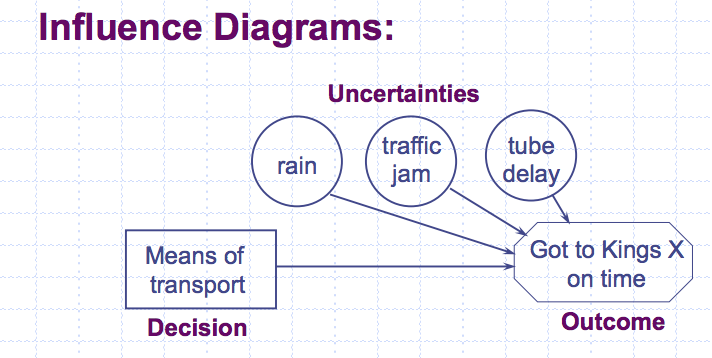 Influence Diagrams:
Uncertainties
rain
traffic
jam
tube
delay
Means of
transport
Got to Kings X
on time
Decision
Outcome